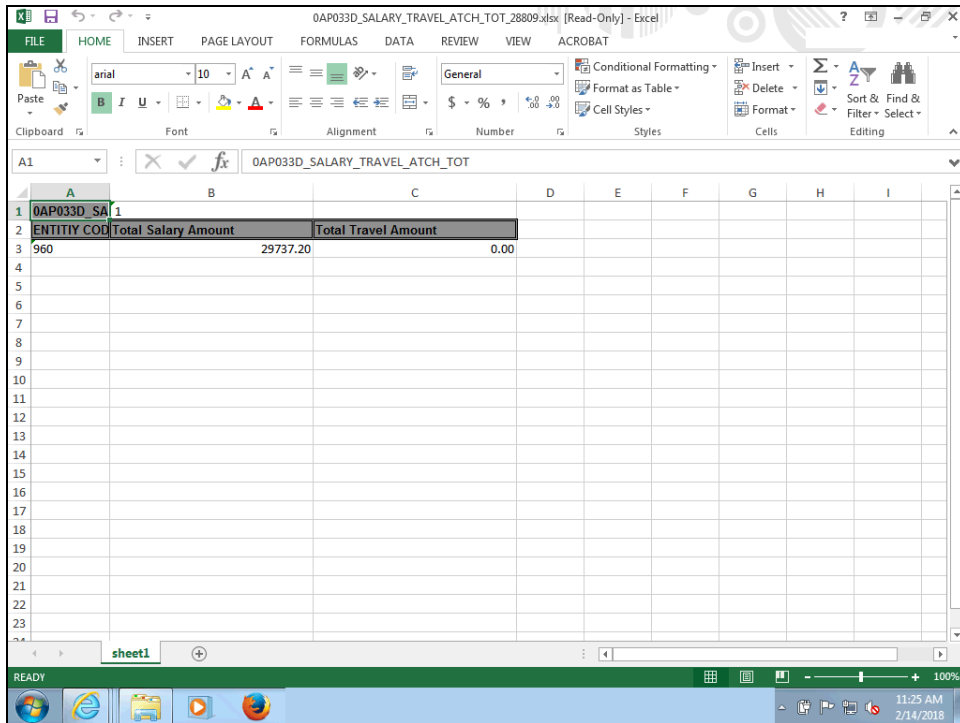 0AP033D_SALARY_TRAVEL_ATCH_TOT_28809.xlsx [Read-Only] - Excel ?
FILE HOME INSERT PAGE LAYOUT FORMULAS DATA REVIEW VIEW ACROBAT
Paste
arial 10 A A
B I U A
General
$ % ,
.00 .0
Conditional Formatting
Format as Table
Cell Styles
Insert
Delete
Format
Sort & Filter
Find & Select
Clipboard Font Alignment Number Styles Cells Editing
A1 fx 0AP033D_SALARY_TRAVEL_ATCH_TOT
A B C D E F G H I
1 0AP033D_SA 1
2 ENTITIY COD Total Salary Amount Total Travel Amount
3 960 29737.20 0.00
4
5
6
7
8
9
10
11
12
13
14
15
16
17
18
19
20
21
22
23
24
sheet1
READY 100%
11:25 AM
2/14/2018